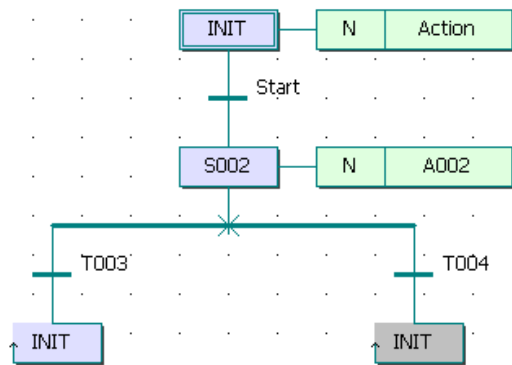 INIT N Action
Start
S002 N A002
T003 T004
INIT INIT